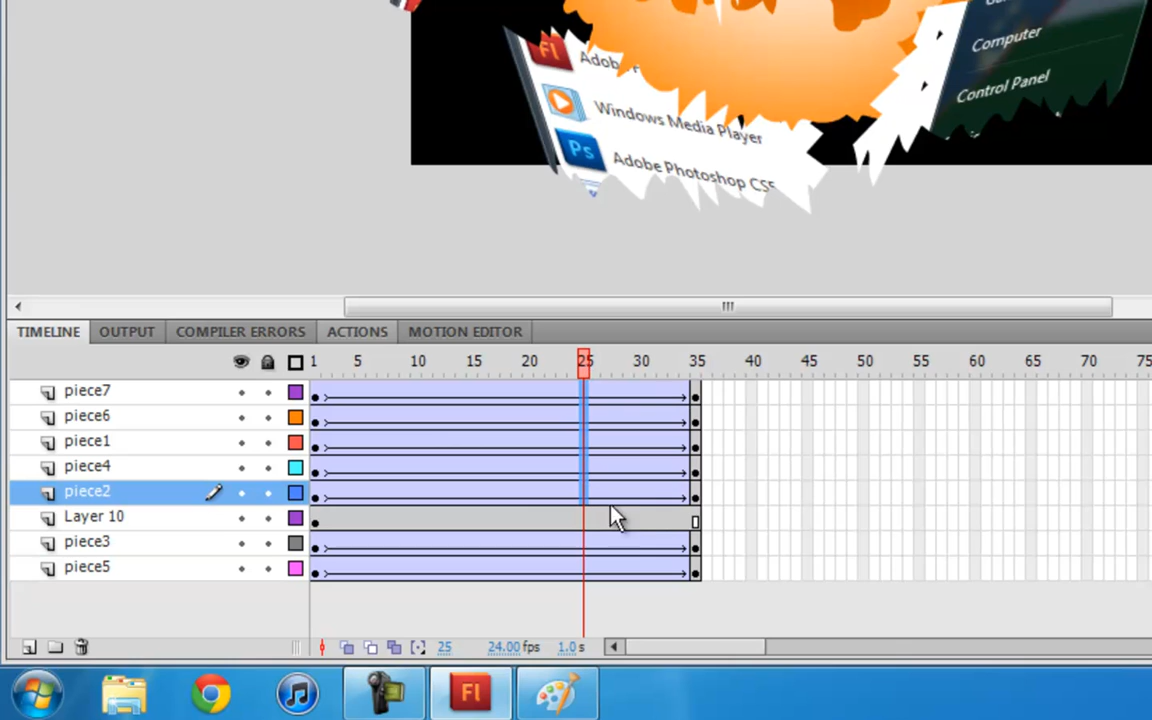 Computer
Fl Adobe
Control Panel
Windows Media Player
Ps Adobe Photoshop CS5
TIMELINE OUTPUT COMPILER ERRORS ACTIONS MOTION EDITOR
1 5 10 15 20 25 30 35 40 45 50 55 60 65 70 75
piece7
piece6
piece1
piece4
piece2
Layer 10
piece3
piece5
25 24.00 fps 1.0 s
Fl